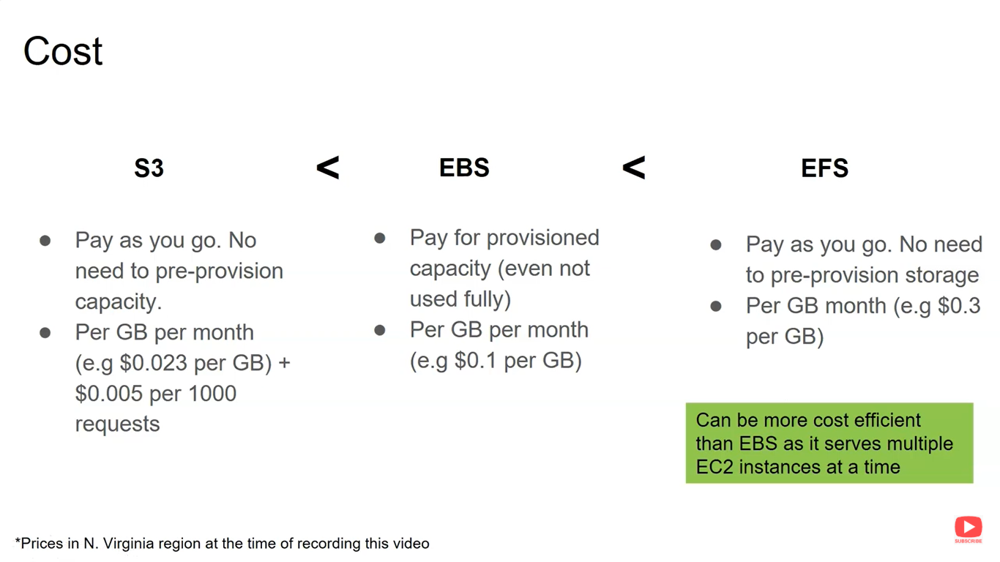 Cost
S3 < EBS < EFS
● Pay as you go. No
need to pre-provision
capacity.
● Per GB per month
(e.g $0.023 per GB) +
$0.005 per 1000
requests
● Pay for provisioned
capacity (even not
used fully)
● Per GB per month
(e.g $0.1 per GB)
● Pay as you go. No need
to pre-provision storage
● Per GB month (e.g $0.3
per GB)
Can be more cost efficient
than EBS as it serves multiple
EC2 instances at a time
*Prices in N. Virginia region at the time of recording this video
SUBSCRIBE